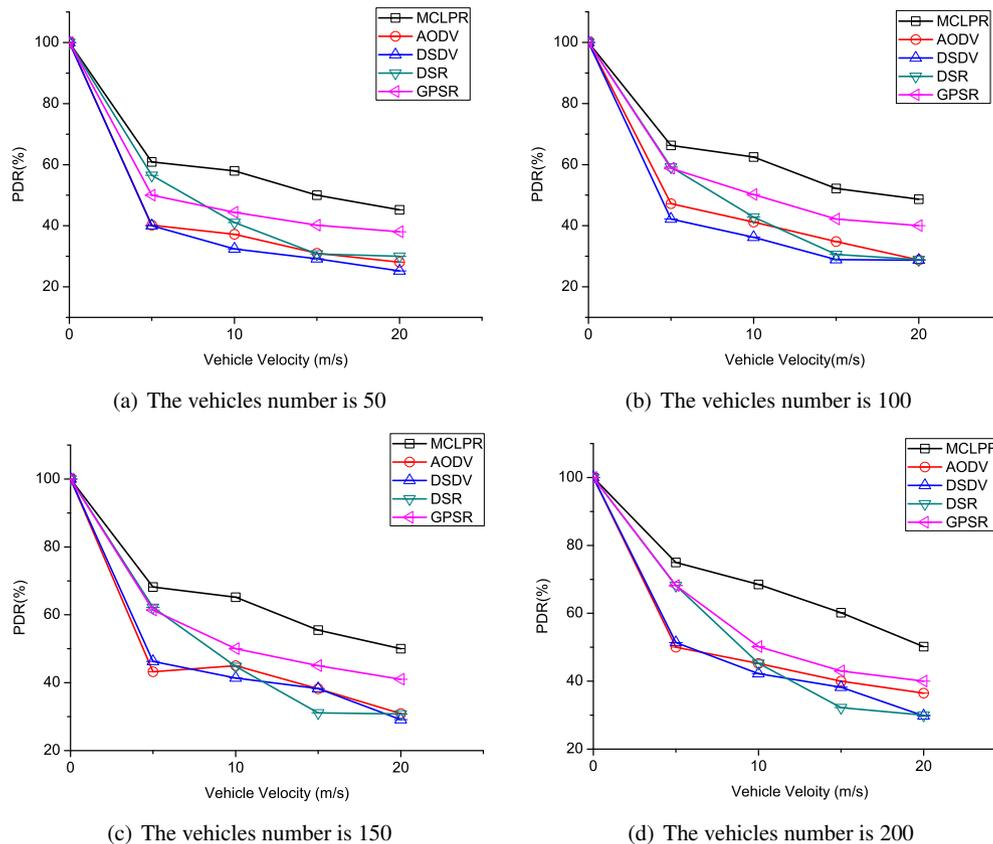 MCLPR
AODV
DSDV
DSR
GPSR
100
80
60
40
20
0
10
20
PDR(%)
Vehicle Velocity (m/s)
(a) The vehicles number is 50
MCLPR
AODV
DSDV
DSR
GPSR
100
80
60
40
20
0
10
20
PDR(%)
Vehicle Velocity(m/s)
(b) The vehicles number is 100
MCLPR
AODV
DSDV
DSR
GPSR
100
80
60
40
20
0
10
20
PDR(%)
Vehicle Velocity (m/s)
(c) The vehicles number is 150
MCLPR
AODV
DSDV
DSR
GPSR
100
80
60
40
20
0
10
20
PDR(%)
Vehicle Veloity (m/s)
(d) The vehicles number is 200